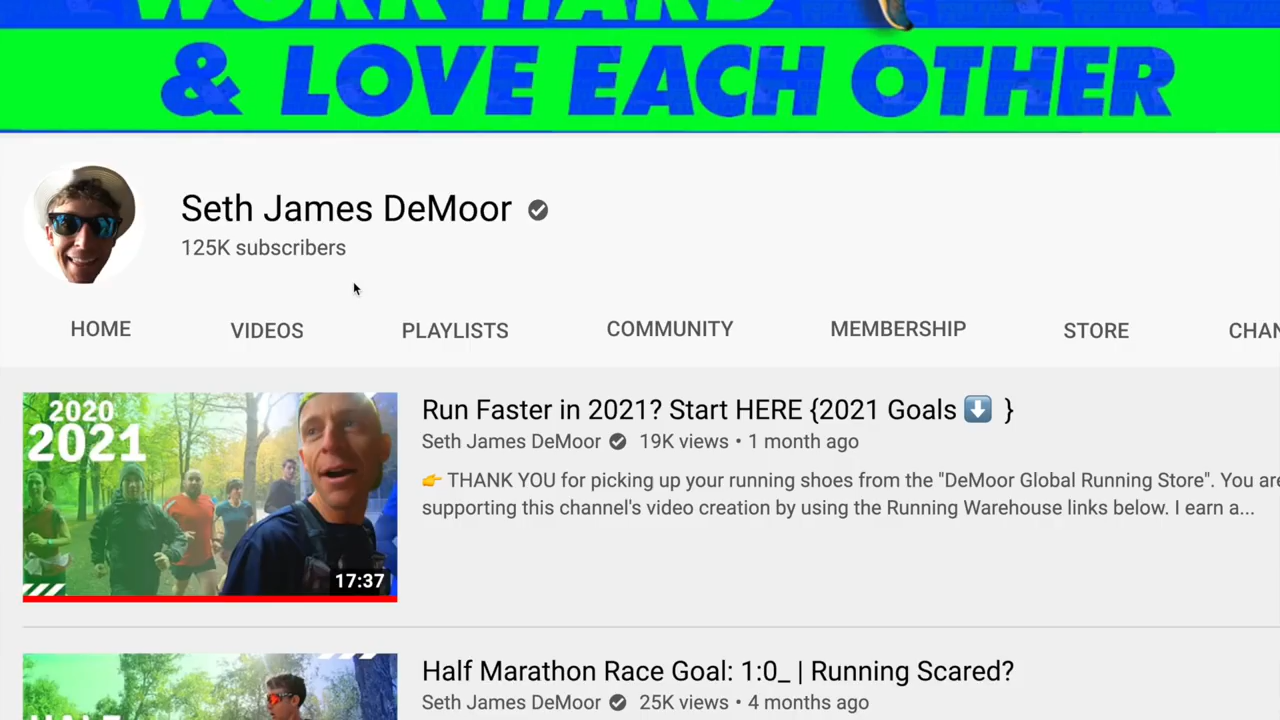 WORK HARD
& LOVE EACH OTHER
Seth James DeMoor
125K subscribers
HOME VIDEOS PLAYLISTS COMMUNITY MEMBERSHIP STORE CHAN
2020
2021
17:37
Run Faster in 2021? Start HERE {2021 Goals ⬇️ }
Seth James DeMoor 19K views • 1 month ago
👉 THANK YOU for picking up your running shoes from the "DeMoor Global Running Store". You are
supporting this channel's video creation by using the Running Warehouse links below. I earn a...
HALF
Half Marathon Race Goal: 1:0_ | Running Scared?
Seth James DeMoor 25K views • 4 months ago